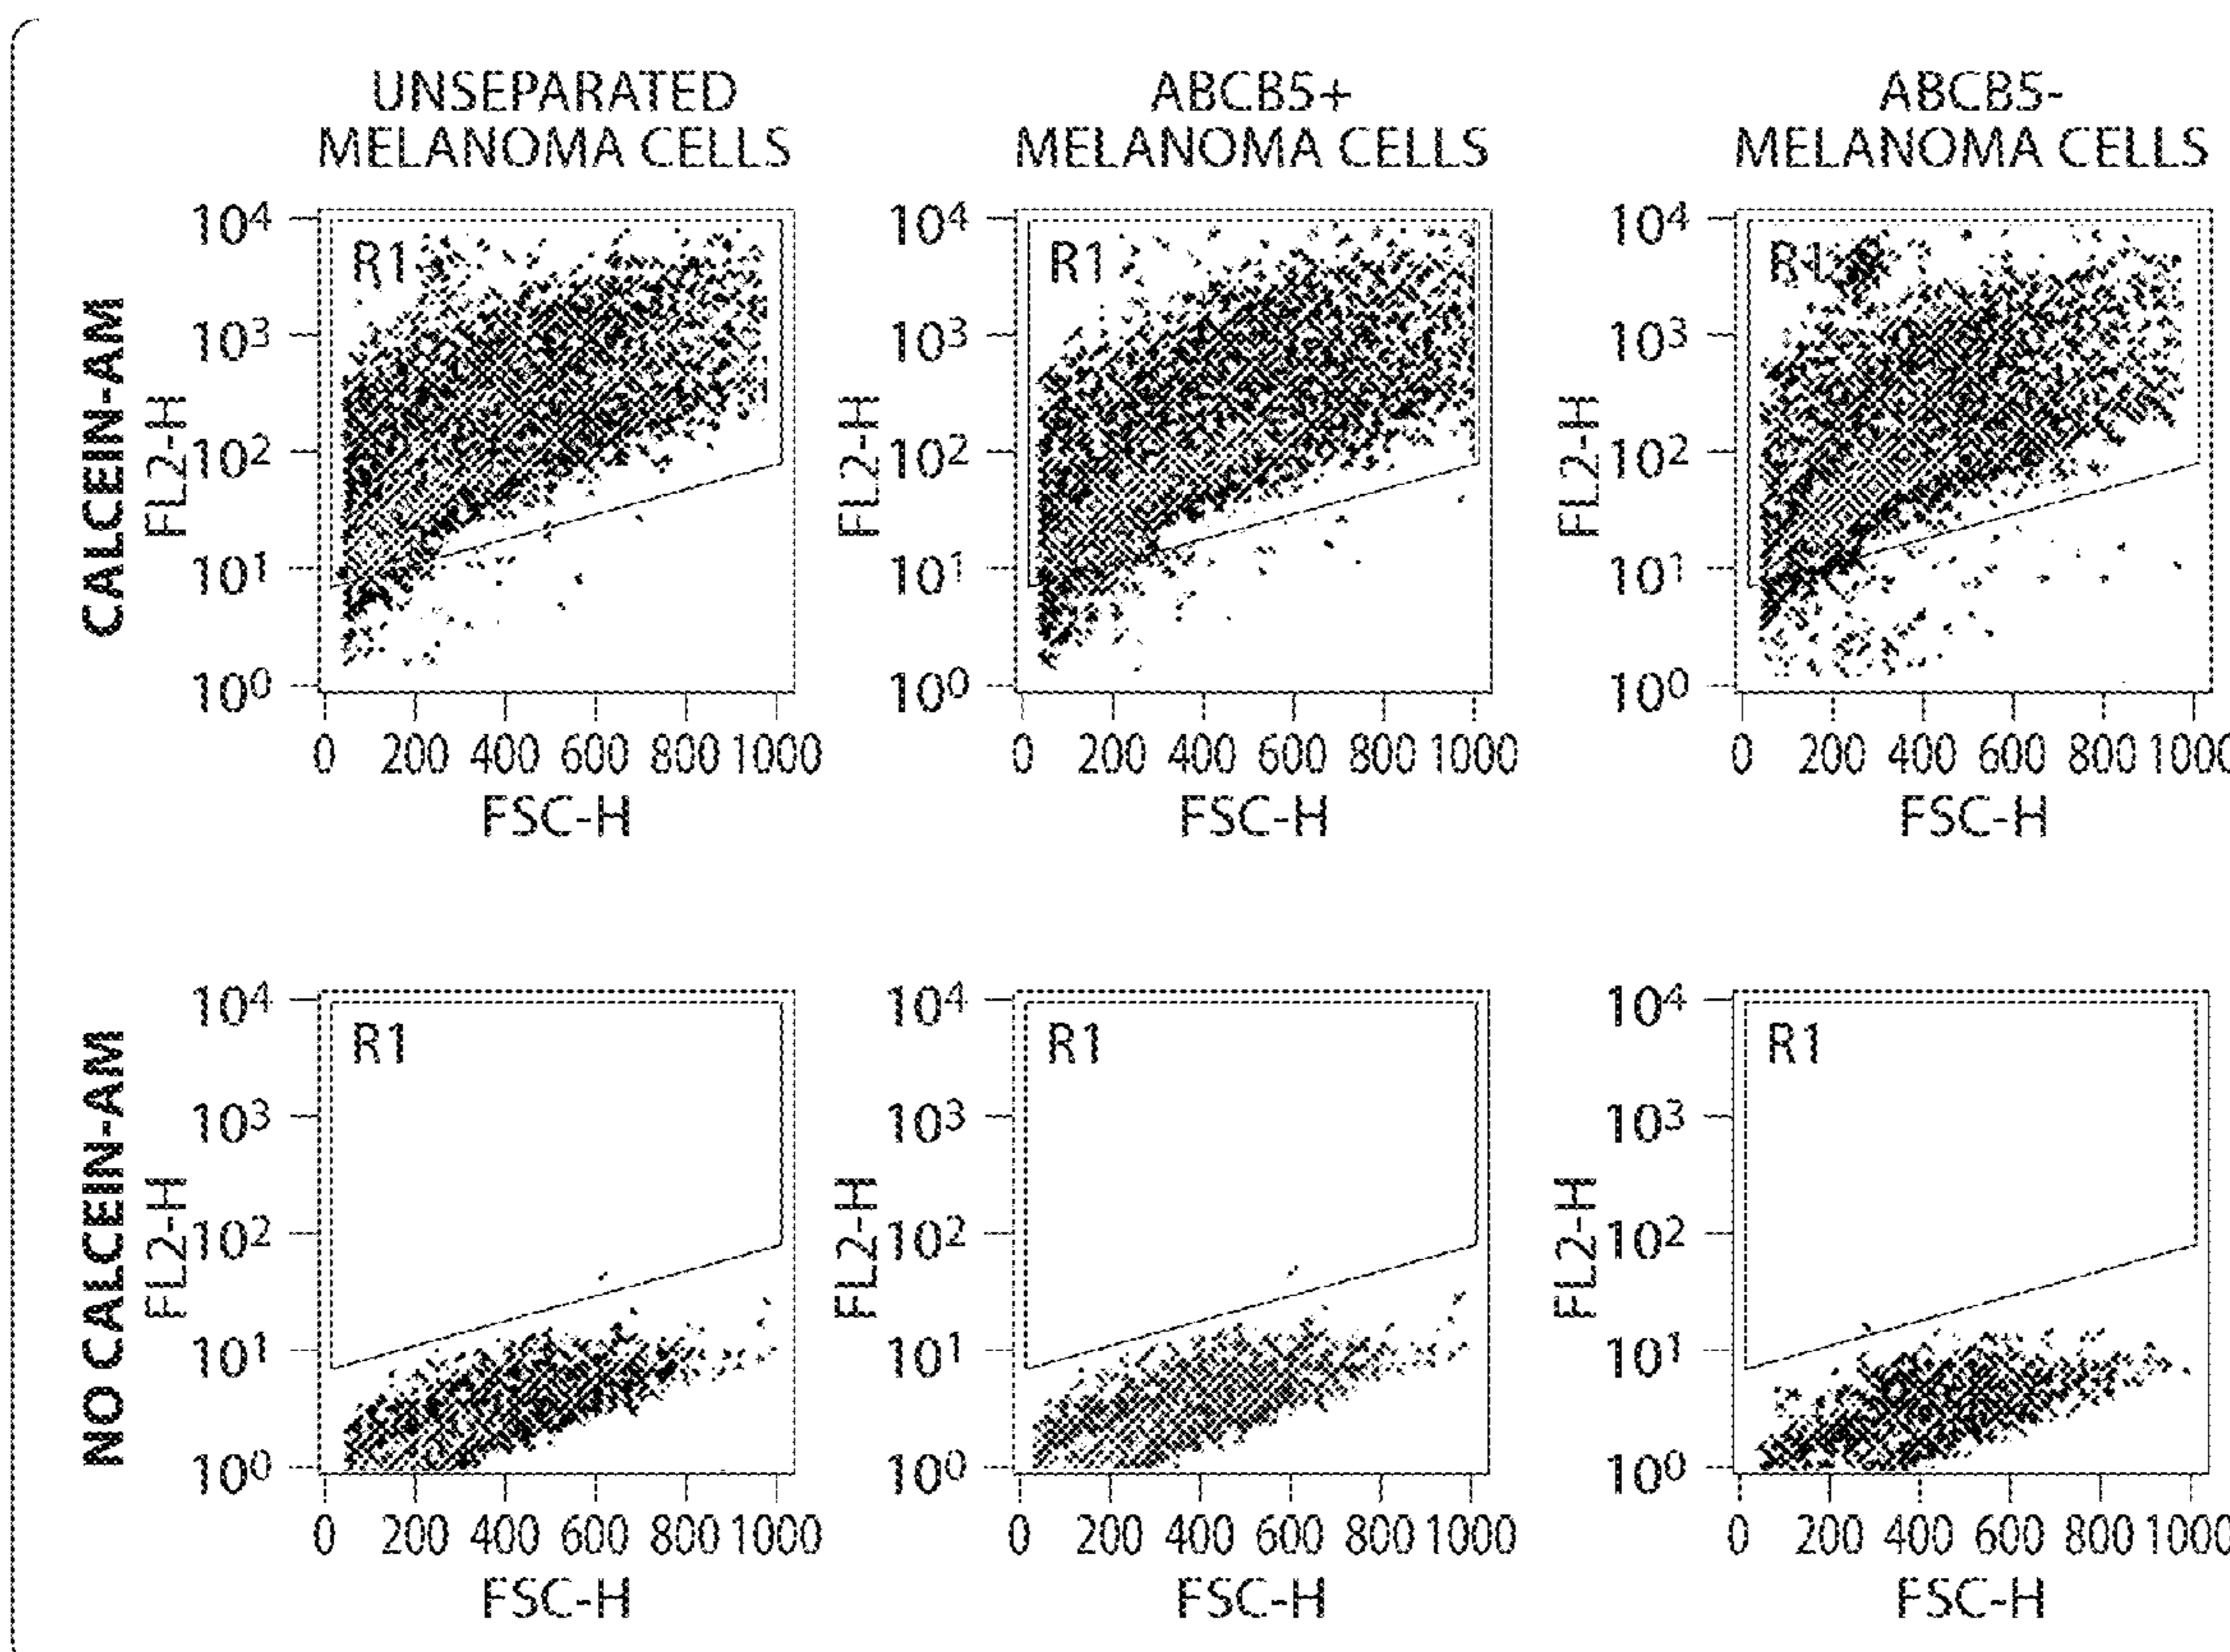 UNSEPARATED
MELANOMA CELLS
ABCB5+
MELANOMA CELLS
ABCB5-
MELANOMA CELLS
CALCEIN-AM
FL2-H
10⁴
10³
10²
10¹
10⁰
R1
0 200 400 600 800 1000
FSC-H
FL2-H
10⁴
10³
10²
10¹
10⁰
R1
0 200 400 600 800 1000
FSC-H
FL2-H
10⁴
10³
10²
10¹
10⁰
R1
0 200 400 600 800 1000
FSC-H
NO CALCEIN-AM
FL2-H
10⁴
10³
10²
10¹
10⁰
R1
0 200 400 600 800 1000
FSC-H
FL2-H
10⁴
10³
10²
10¹
10⁰
R1
0 200 400 600 800 1000
FSC-H
FL2-H
10⁴
10³
10²
10¹
10⁰
R1
0 200 400 600 800 1000
FSC-H